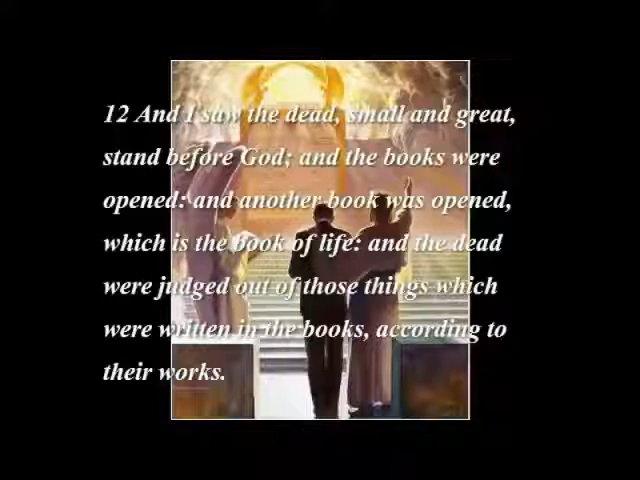 12 And I saw the dead, small and great,
stand before God; and the books were
opened: and another book was opened,
which is the book of life: and the dead
were judged out of those things which
were written in the books, according to
their works.